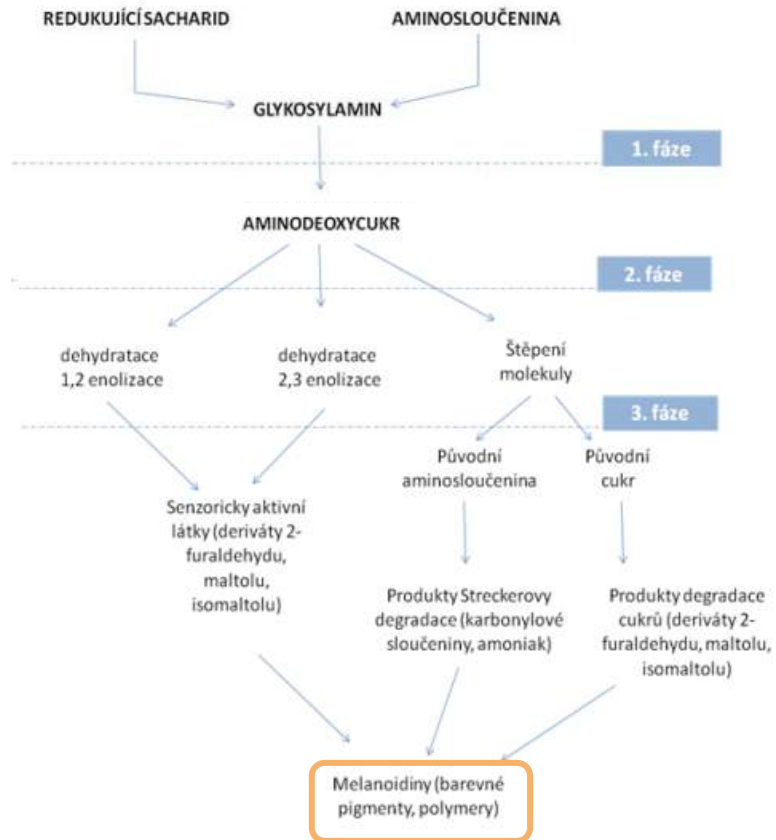 REDUKUJÍCÍ SACHARID
AMINOSLOUČENINA
GLYKOSYLAMIN
1. fáze
AMINODEOXYCUKR
2. fáze
dehydratace
1,2 enolizace
dehydratace
2,3 enolizace
Štěpení
molekuly
3. fáze
Původní
aminosloučenina
Původní
cukr
Senzoricky aktivní
látky (deriváty 2-
furaldehydu,
maltolu,
isomaltolu)
Produkty Streckerovy
degradace (karbonylové
sloučeniny, amoniak)
Produkty degradace
cukrů (deriváty 2-
furaldehydu, maltolu,
isomaltolu)
Melanoidiny (barevné
pigmenty, polymery)